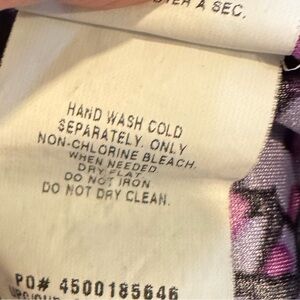 A SEC.
HAND WASH COLD
SEPARATELY. ONLY
NON-CHLORINE BLEACH
WHEN NEEDED.
DRY FLAT.
DO NOT IRON
DO NOT DRY CLEAN.
PO# 4500185646